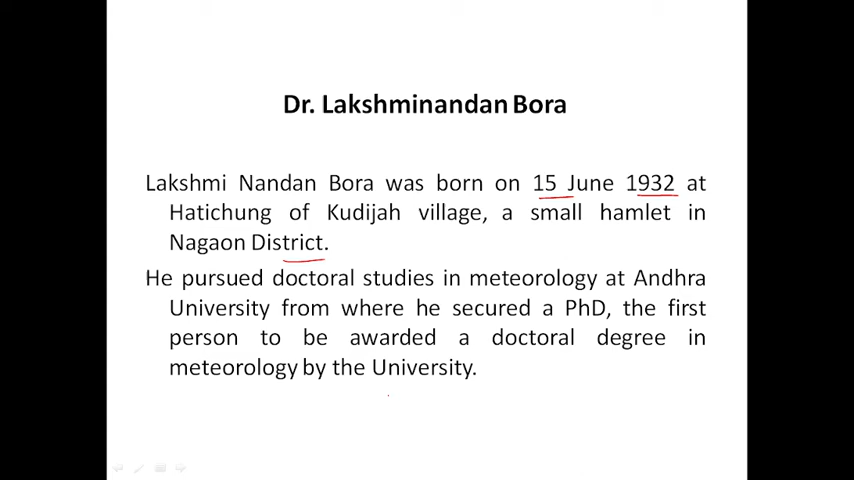 Dr. Lakshminandan Bora
Lakshmi Nandan Bora was born on 15 June 1932 at
Hatichung of Kudijah village, a small hamlet in
Nagaon District.
He pursued doctoral studies in meteorology at Andhra
University from where he secured a PhD, the first
person to be awarded a doctoral degree in
meteorology by the University.